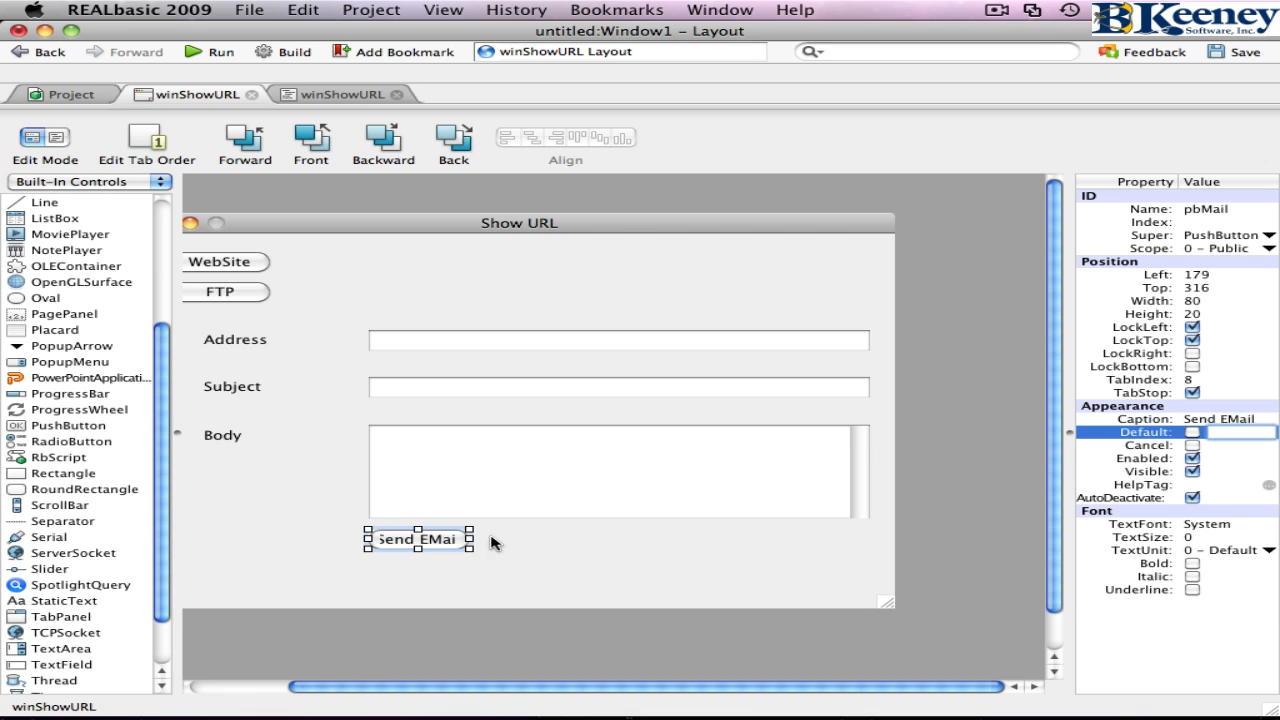 REALbasic 2009 File Edit Project View History Bookmarks Window Help
BKeeney
Software, Inc.
untitled:Window1 – Layout
Back Forward Run Build Add Bookmark winShowURL Layout Feedback Save
Project winShowURL winShowURL
1
Edit Mode Edit Tab Order Forward Front Backward Back Align
Built-In Controls
Line
ListBox
MoviePlayer
NotePlayer
OLEContainer
OpenGLSurface
Oval
PagePanel
Placard
PopupArrow
PopupMenu
PowerPointApplicati...
ProgressBar
ProgressWheel
OK PushButton
RadioButton
RbScript
Rectangle
RoundRectangle
ScrollBar
Separator
Serial
ServerSocket
Slider
SpotlightQuery
Aa StaticText
TabPanel
TCPSocket
TextArea
TextField
Thread
Show URL
WebSite
FTP
Address
Subject
Body
Send EMai
Property Value
ID
Name: pbMail
Index:
Super: PushButton
Scope: 0 – Public
Position
Left: 179
Top: 316
Width: 80
Height: 20
LockLeft:
LockTop:
LockRight:
LockBottom:
TabIndex: 8
TabStop:
Appearance
Caption: Send EMail
Default:
Cancel:
Enabled:
Visible:
HelpTag:
AutoDeactivate:
Font
TextFont: System
TextSize: 0
TextUnit: 0 – Default
Bold:
Italic:
Underline:
winShowURL